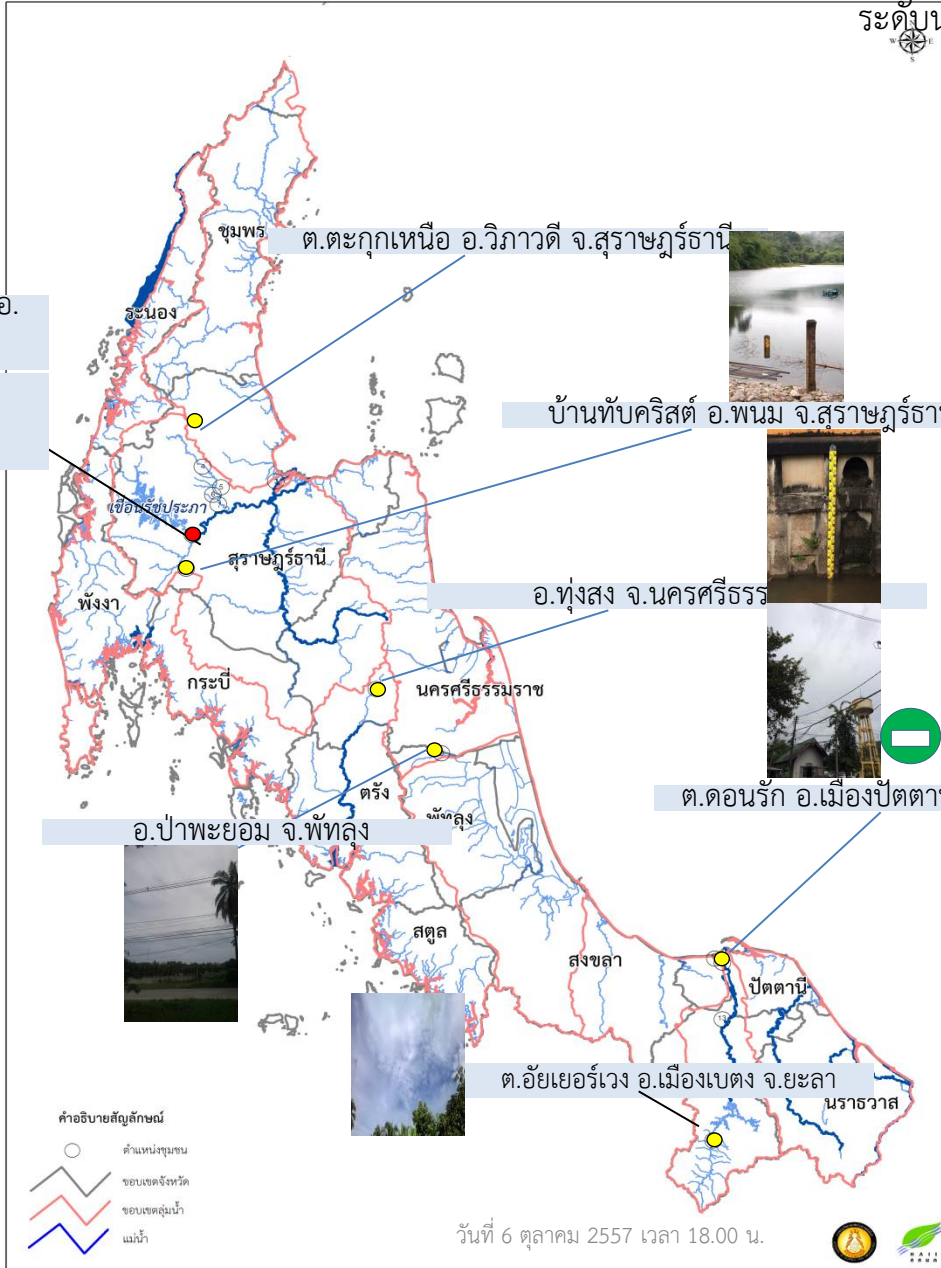 ระดับน
N
W E
S
ชุมพร
ต.ตะกุกเหนือ อ.วิภาวดี จ.สุราษฎร์ธานี
อ.
ระนอง
บ้านทับคริสต์ อ.พนม จ.สุราษฎร์ธาน
เขื่อนรัชประภา
สุราษฎร์ธานี
พังงา
อ.ทุ่งสง จ.นครศรีธรร
กระบี่
นครศรีธรรมราช
ตรัง
ต.ดอนรัก อ.เมืองปัตตาน
พัทลุง
อ.ป่าพะยอม จ.พัทลุง
สตูล
สงขลา
ปัตตานี
13
ต.อัยเยอร์เวง อ.เมืองเบตง จ.ยะลา
นราธิวาส
คำอธิบายสัญลักษณ์
ตำแหน่งชุมชน
ขอบเขตจังหวัด
ขอบเขตลุ่มน้ำ
แม่น้ำ
วันที่ 6 ตุลาคม 2557 เวลา 18.00 น.